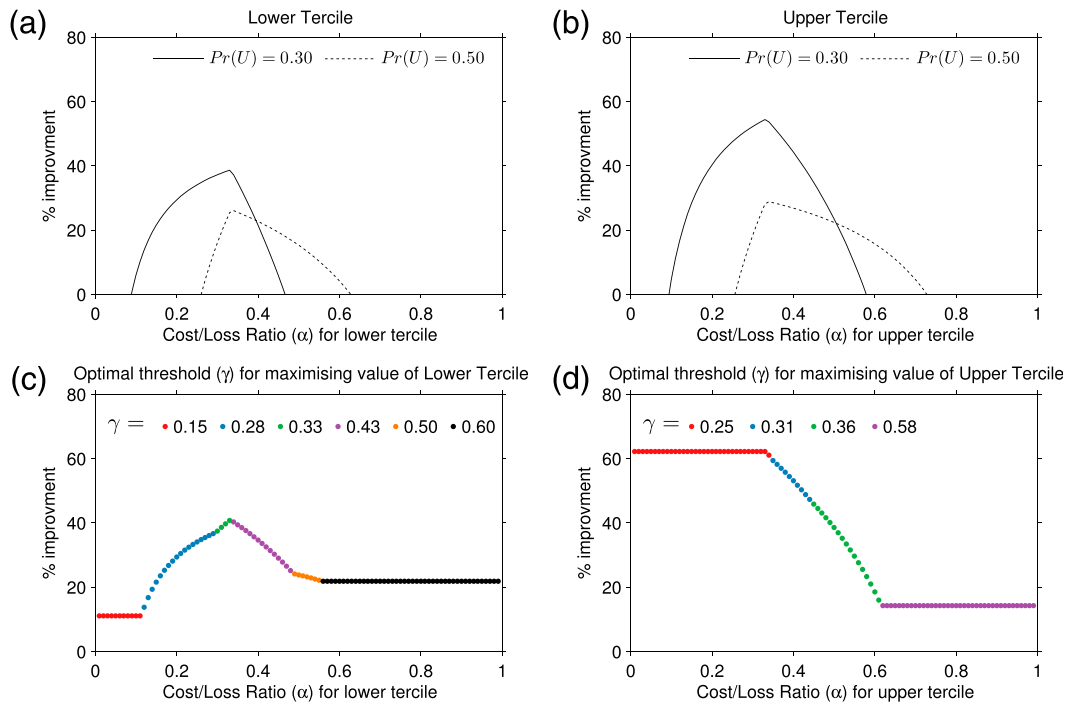 (a)
Lower Tercile
80
60
40
20
0
% improvment
Pr(U) = 0.30
Pr(U) = 0.50
0 0.2 0.4 0.6 0.8 1
Cost/Loss Ratio (α) for lower tercile
(b)
Upper Tercile
80
60
40
20
0
% improvment
Pr(U) = 0.30
Pr(U) = 0.50
0 0.2 0.4 0.6 0.8 1
Cost/Loss Ratio (α) for upper tercile
(c)
Optimal threshold (γ) for maximising value of Lower Tercile
80
60
40
20
0
% improvment
γ = 0.15 0.28 0.33 0.43 0.50 0.60
0 0.2 0.4 0.6 0.8 1
Cost/Loss Ratio (α) for lower tercile
(d)
Optimal threshold (γ) for maximising value of Upper Tercile
80
60
40
20
0
% improvment
γ = 0.25 0.31 0.36 0.58
0 0.2 0.4 0.6 0.8 1
Cost/Loss Ratio (α) for upper tercile